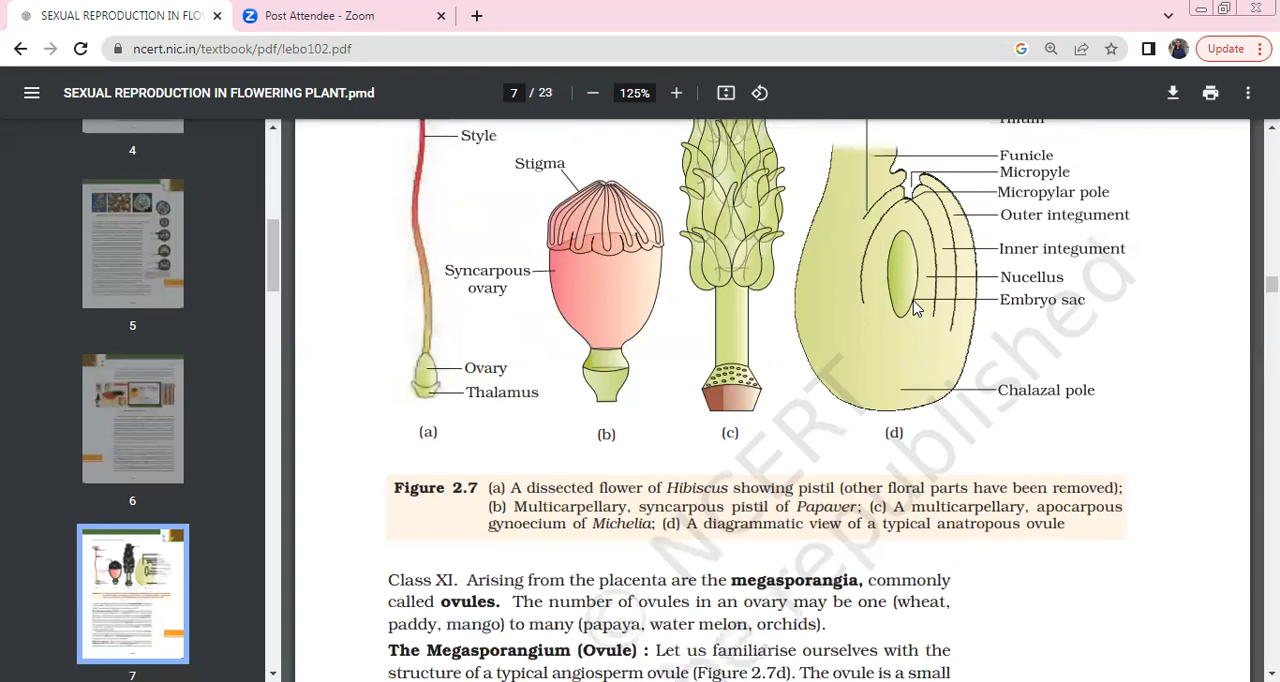 SEXUAL REPRODUCTION IN FLO
Post Attendee - Zoom
ncert.nic.in/textbook/pdf/lebo102.pdf
Update
SEXUAL REPRODUCTION IN FLOWERING PLANT.pmd
7 / 23
125%
4
5
6
7
Style
Stigma
Syncarpous
ovary
Ovary
Thalamus
Hilum
Funicle
Micropyle
Micropylar pole
Outer integument
Inner integument
Nucellus
Embryo sac
Chalazal pole
(a)
(b)
(c)
(d)
Figure 2.7 (a) A dissected flower of Hibiscus showing pistil (other floral parts have been removed);
(b) Multicarpellary, syncarpous pistil of Papaver; (c) A multicarpellary, apocarpous
gynoecium of Michelia; (d) A diagrammatic view of a typical anatropous ovule
Class XI. Arising from the placenta are the megasporangia, commonly
called ovules. The number of ovules in an ovary may be one (wheat,
paddy, mango) to many (papaya, water melon, orchids).
The Megasporangium (Ovule) : Let us familiarise ourselves with the
structure of a typical angiosperm ovule (Figure 2.7d). The ovule is a small
© NCERT
republished